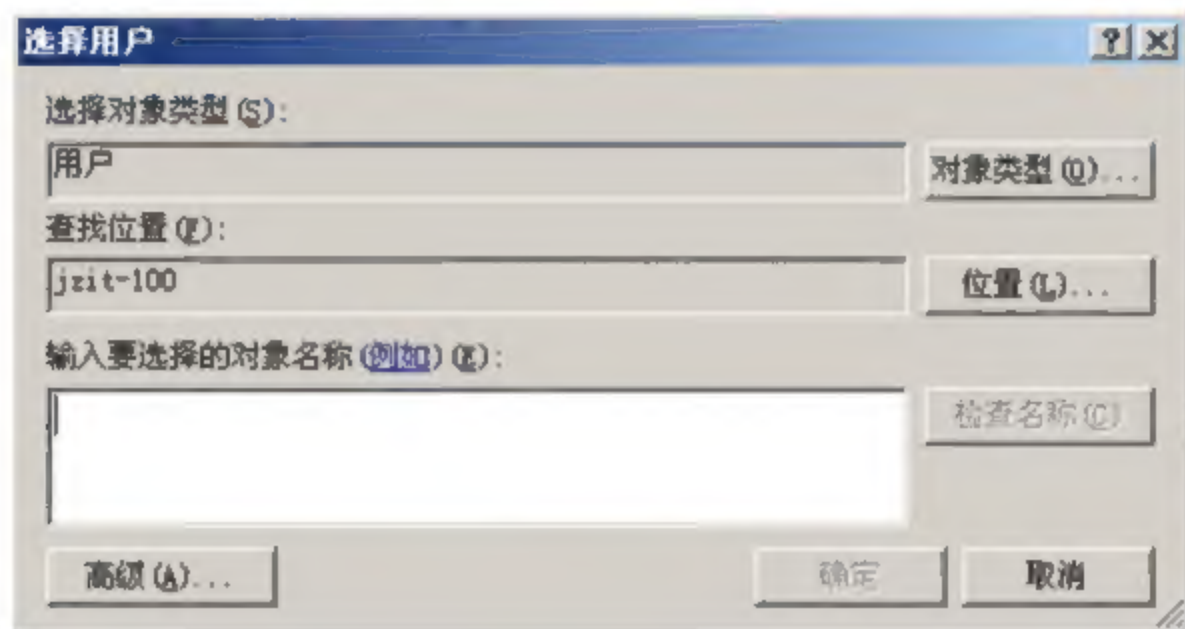 选择用户
选择对象类型(S):
用户
对象类型(O)...
查找位置(F):
jzit-100
位置(L)...
输入要选择的对象名称(例如)(E):
检查名称(C)
高级(A)...
确定
取消